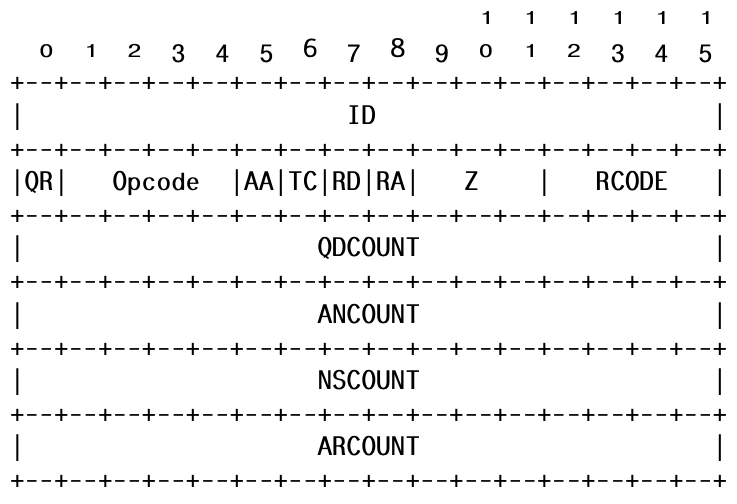 1  1  1  1  1  1
  0  1  2  3  4  5  6  7  8  9  0  1  2  3  4  5
+--+--+--+--+--+--+--+--+--+--+--+--+--+--+--+--+
|                      ID                       |
+--+--+--+--+--+--+--+--+--+--+--+--+--+--+--+--+
|QR|   Opcode  |AA|TC|RD|RA|   Z    |   RCODE   |
+--+--+--+--+--+--+--+--+--+--+--+--+--+--+--+--+
|                    QDCOUNT                    |
+--+--+--+--+--+--+--+--+--+--+--+--+--+--+--+--+
|                    ANCOUNT                    |
+--+--+--+--+--+--+--+--+--+--+--+--+--+--+--+--+
|                    NSCOUNT                    |
+--+--+--+--+--+--+--+--+--+--+--+--+--+--+--+--+
|                    ARCOUNT                    |
+--+--+--+--+--+--+--+--+--+--+--+--+--+--+--+--+